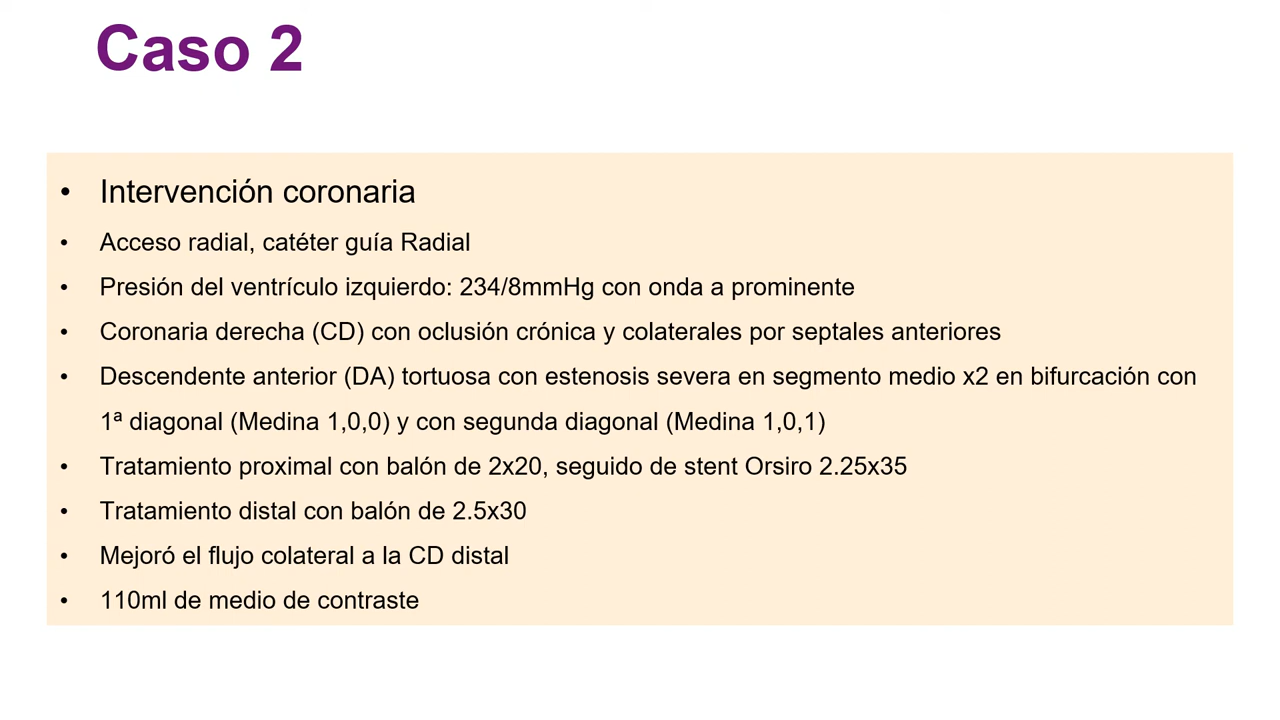 Caso 2
• Intervención coronaria
• Acceso radial, catéter guía Radial
• Presión del ventrículo izquierdo: 234/8mmHg con onda a prominente
• Coronaria derecha (CD) con oclusión crónica y colaterales por septales anteriores
• Descendente anterior (DA) tortuosa con estenosis severa en segmento medio x2 en bifurcación con
1ª diagonal (Medina 1,0,0) y con segunda diagonal (Medina 1,0,1)
• Tratamiento proximal con balón de 2x20, seguido de stent Orsiro 2.25x35
• Tratamiento distal con balón de 2.5x30
• Mejoró el flujo colateral a la CD distal
• 110ml de medio de contraste